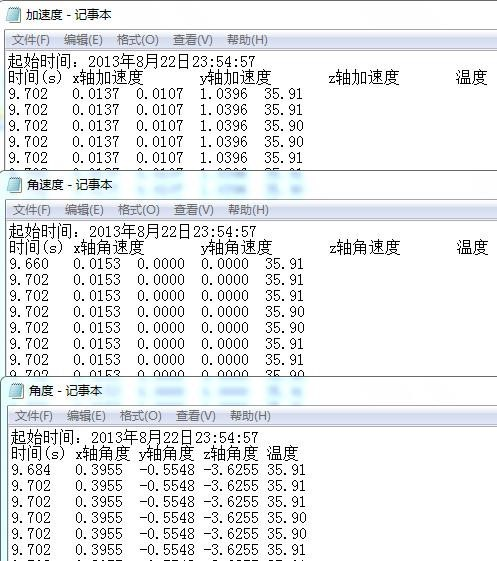 加速度 - 记事本
文件(F) 编辑(E) 格式(O) 查看(V) 帮助(H)
起始时间：2013年8月22日23:54:57
时间(s) x轴加速度 y轴加速度 z轴加速度 温度
9.702 0.0137 0.0107 1.0396 35.91
9.702 0.0137 0.0107 1.0396 35.91
9.702 0.0137 0.0107 1.0396 35.90
9.702 0.0137 0.0107 1.0396 35.90
9.702 0.0137 0.0107 1.0396 35.91
角速度 - 记事本
文件(F) 编辑(E) 格式(O) 查看(V) 帮助(H)
起始时间：2013年8月22日23:54:57
时间(s) x轴角速度 y轴角速度 z轴角速度 温度
9.660 0.0153 0.0000 0.0000 35.91
9.702 0.0153 0.0000 0.0000 35.91
9.702 0.0153 0.0000 0.0000 35.91
9.702 0.0153 0.0000 0.0000 35.90
9.702 0.0153 0.0000 0.0000 35.90
9.702 0.0153 0.0000 0.0000 35.91
9.702 0.0153 0.0000 0.0000 35.91
9.702 0.0153 0.0000 0.0000 35.90
角度 - 记事本
文件(F) 编辑(E) 格式(O) 查看(V) 帮助(H)
起始时间：2013年8月22日23:54:57
时间(s) x轴角度 y轴角度 z轴角度 温度
9.684 0.3955 -0.5548 -3.6255 35.91
9.702 0.3955 -0.5548 -3.6255 35.91
9.702 0.3955 -0.5548 -3.6255 35.91
9.702 0.3955 -0.5548 -3.6255 35.90
9.702 0.3955 -0.5548 -3.6255 35.90
9.702 0.3955 -0.5548 -3.6255 35.91